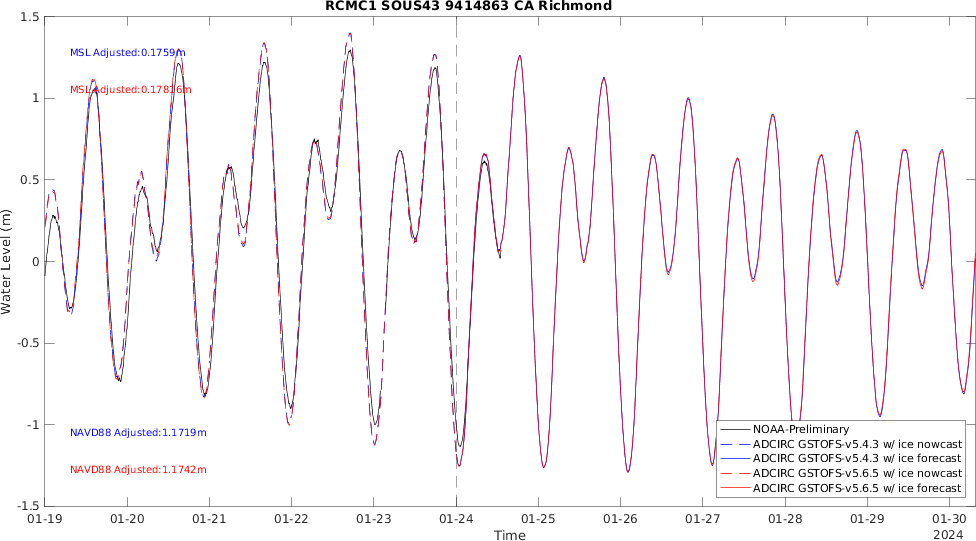 RCMC1 SOUS43 9414863 CA Richmond
1.5
1
0.5
0
-0.5
-1
-1.5
Water Level (m)
MSL Adjusted:0.1759m
MSL Adjusted:0.17816m
NAVD88 Adjusted:1.1719m
NAVD88 Adjusted:1.1742m
NOAA-Preliminary
ADCIRC GSTOFS-v5.4.3 w/ ice nowcast
ADCIRC GSTOFS-v5.4.3 w/ ice forecast
ADCIRC GSTOFS-v5.6.5 w/ ice nowcast
ADCIRC GSTOFS-v5.6.5 w/ ice forecast
01-19 01-20 01-21 01-22 01-23 01-24 01-25 01-26 01-27 01-28 01-29 01-30
2024
Time